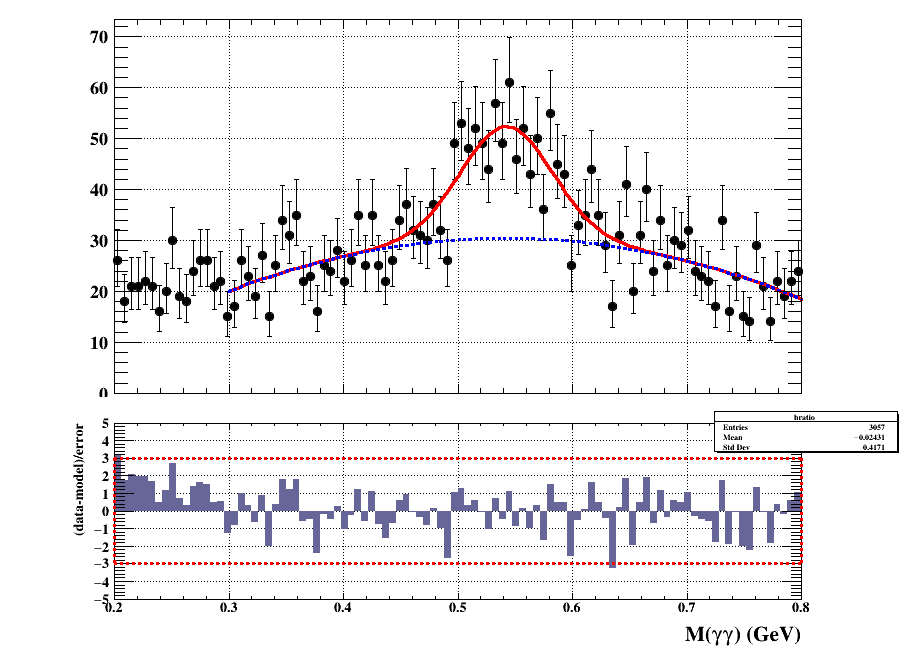 70
60
50
40
30
20
10
0
hratio
Entries 3057
Mean −0.02431
Std Dev 0.4171
(data-model)/error
5
4
3
2
1
0
−1
−2
−3
−4
−5
0.2 0.3 0.4 0.5 0.6 0.7 0.8
M(γγ) (GeV)